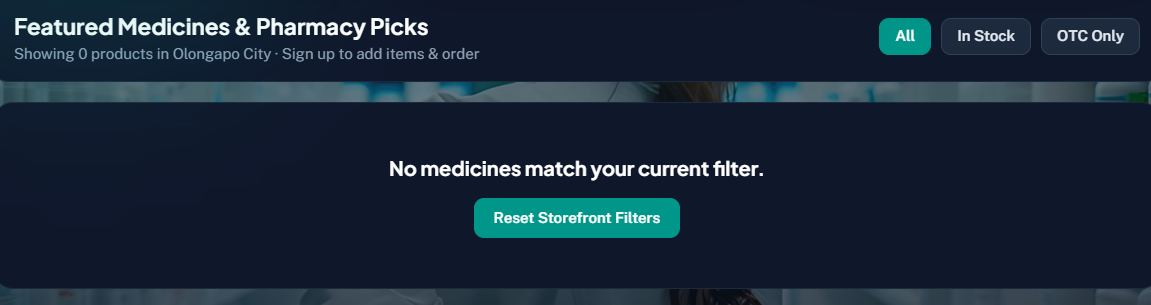 Featured Medicines & Pharmacy Picks
Showing 0 products in Olongapo City · Sign up to add items & order
All
In Stock
OTC Only
No medicines match your current filter.
Reset Storefront Filters